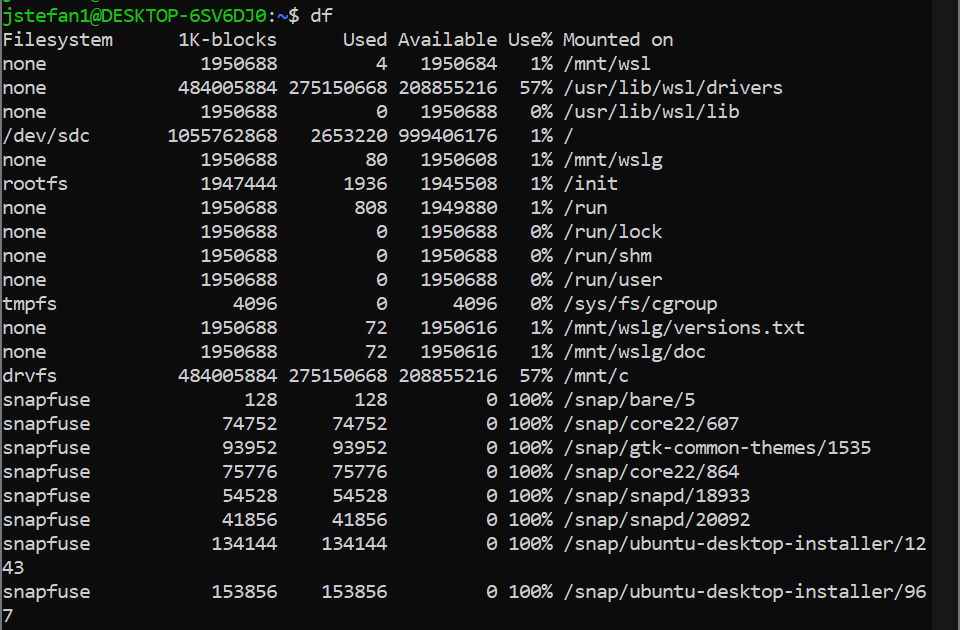 jstefan1@DESKTOP-6SV6DJ0:~$ df
Filesystem      1K-blocks      Used Available Use% Mounted on
none              1950688         4   1950684   1% /mnt/wsl
none            484005884 275150668 208855216  57% /usr/lib/wsl/drivers
none              1950688         0   1950688   0% /usr/lib/wsl/lib
/dev/sdc       1055762868   2653220 999406176   1% /
none              1950688        80   1950608   1% /mnt/wslg
rootfs            1947444      1936   1945508   1% /init
none              1950688       808   1949880   1% /run
none              1950688         0   1950688   0% /run/lock
none              1950688         0   1950688   0% /run/shm
none              1950688         0   1950688   0% /run/user
tmpfs                4096         0      4096   0% /sys/fs/cgroup
none              1950688        72   1950616   1% /mnt/wslg/versions.txt
none              1950688        72   1950616   1% /mnt/wslg/doc
drvfs           484005884 275150668 208855216  57% /mnt/c
snapfuse              128       128         0 100% /snap/bare/5
snapfuse            74752     74752         0 100% /snap/core22/607
snapfuse            93952     93952         0 100% /snap/gtk-common-themes/1535
snapfuse            75776     75776         0 100% /snap/core22/864
snapfuse            54528     54528         0 100% /snap/snapd/18933
snapfuse            41856     41856         0 100% /snap/snapd/20092
snapfuse           134144    134144         0 100% /snap/ubuntu-desktop-installer/12
43
snapfuse           153856    153856         0 100% /snap/ubuntu-desktop-installer/96
7